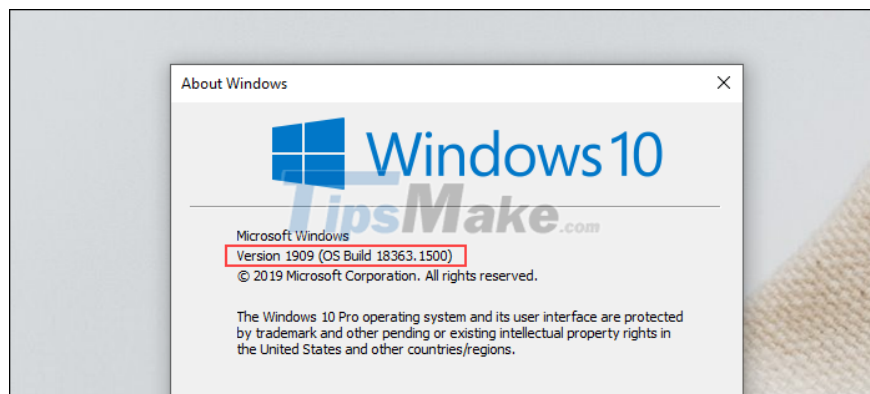 About Windows
Windows 10
TipsMake.com
Microsoft Windows
Version 1909 (OS Build 18363.1500)
© 2019 Microsoft Corporation. All rights reserved.
The Windows 10 Pro operating system and its user interface are protected
by trademark and other pending or existing intellectual property rights in
the United States and other countries/regions.